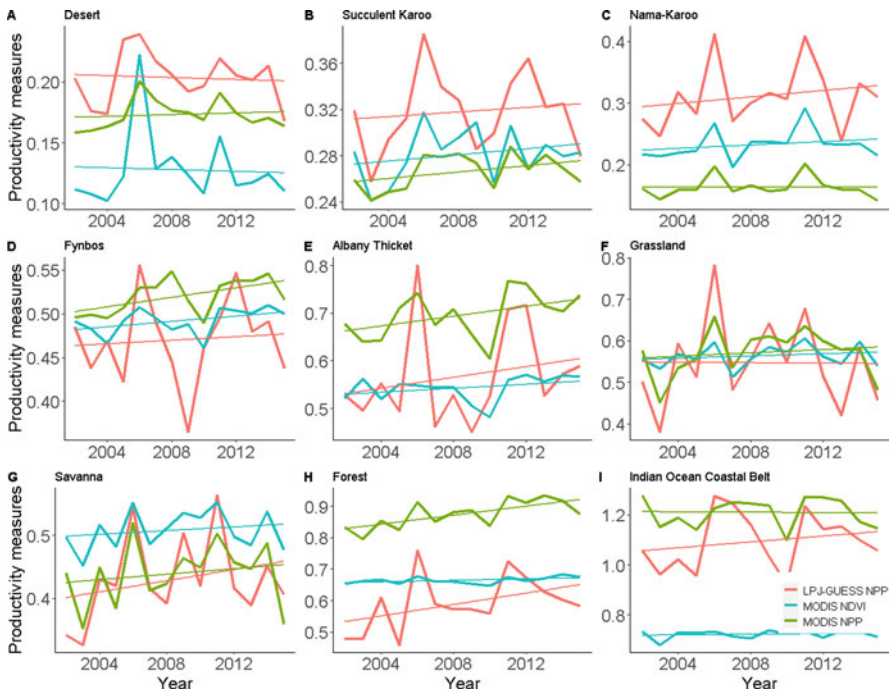 A Desert
B Succulent Karoo
C Nama-Karoo
Productivity measures
0.20
0.15
0.10
0.36
0.32
0.28
0.24
0.4
0.3
0.2
2004 2008 2012
2004 2008 2012
2004 2008 2012
D Fynbos
E Albany Thicket
F Grassland
Productivity measures
0.55
0.50
0.45
0.40
0.8
0.7
0.6
0.5
0.8
0.7
0.6
0.5
0.4
2004 2008 2012
2004 2008 2012
2004 2008 2012
G Savanna
H Forest
I Indian Ocean Coastal Belt
Productivity measures
0.5
0.4
0.9
0.8
0.7
0.6
0.5
1.2
1.0
0.8
LPJ-GUESS NPP
MODIS NDVI
MODIS NPP
2004 2008 2012
2004 2008 2012
2004 2008 2012
Year
Year
Year